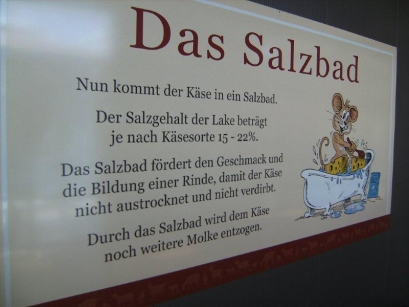 Das Salzbad
Nun kommt der Käse in ein Salzbad.
Der Salzgehalt der Lake beträgt
je nach Käsesorte 15 - 22%.
Das Salzbad fördert den Geschmack und
die Bildung einer Rinde, damit der Käse
nicht austrocknet und nicht verdirbt.
Durch das Salzbad wird dem Käse
noch weitere Molke entzogen.